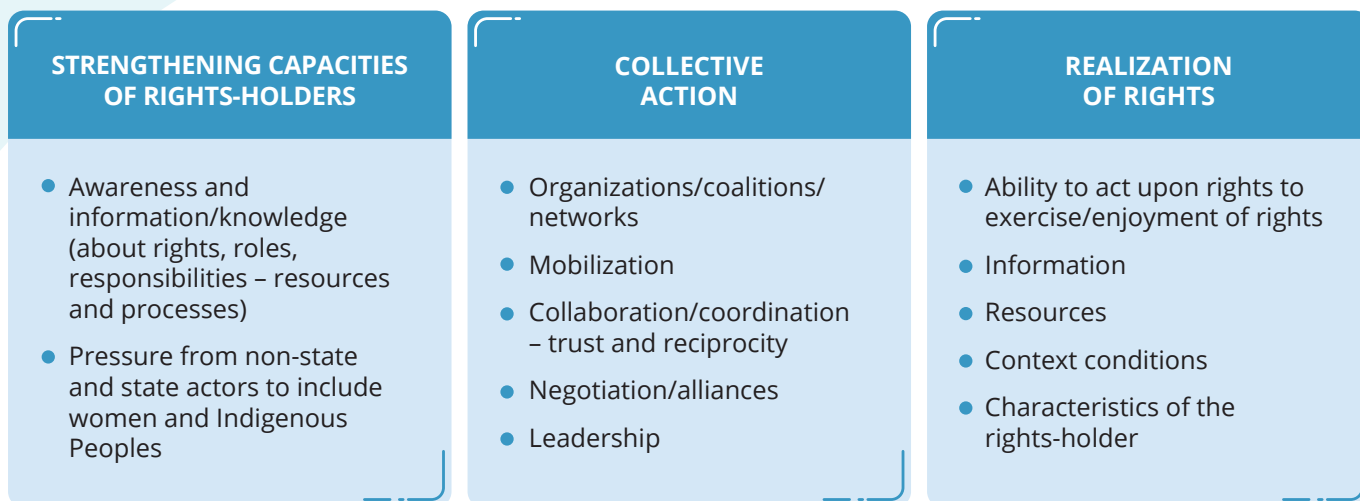 STRENGTHENING CAPACITIES
OF RIGHTS-HOLDERS
Awareness and
information/knowledge
(about rights, roles,
responsibilities – resources
and processes)
Pressure from non-state
and state actors to include
women and Indigenous
Peoples
COLLECTIVE
ACTION
Organizations/coalitions/
networks
Mobilization
Collaboration/coordination
– trust and reciprocity
Negotiation/alliances
Leadership
REALIZATION
OF RIGHTS
Ability to act upon rights to
exercise/enjoyment of rights
Information
Resources
Context conditions
Characteristics of the
rights-holder